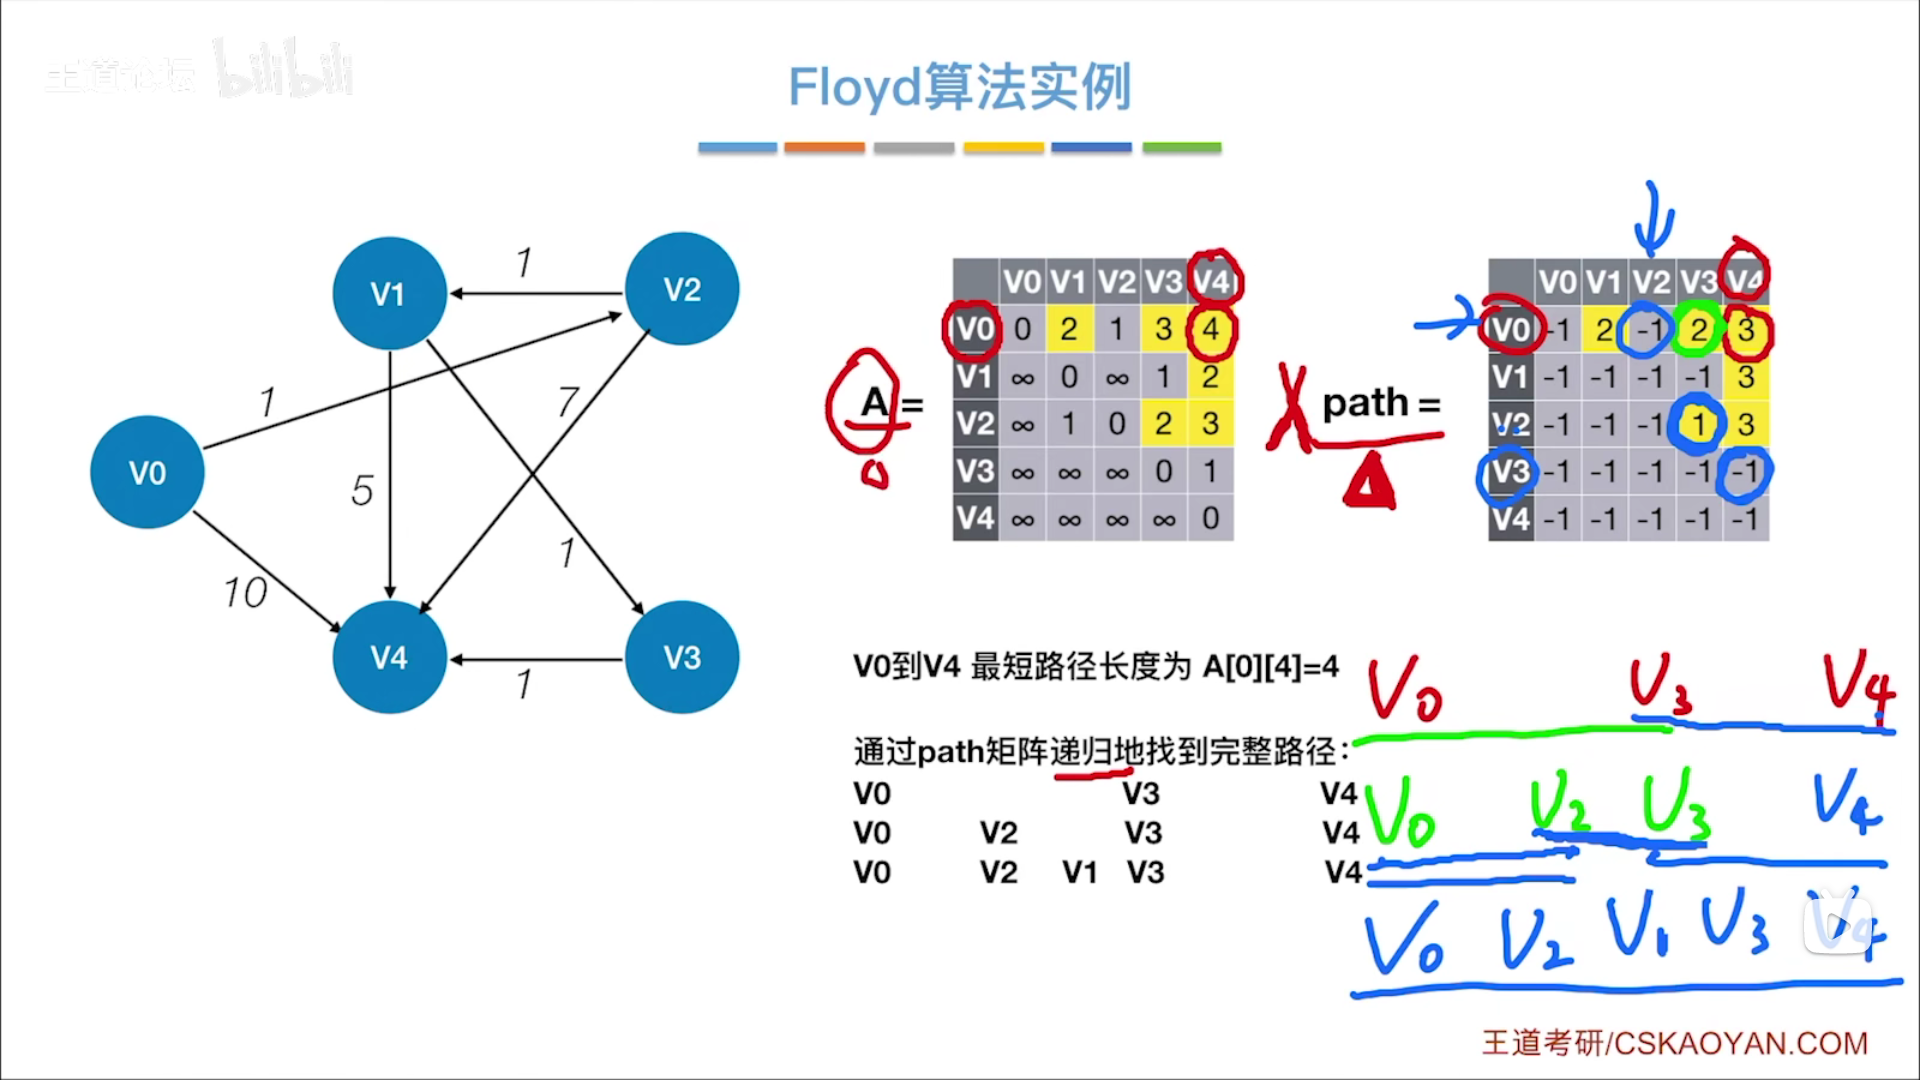 王道论坛 bilibili
Floyd算法实例
V1
1
V2
1
7
V0
5
10
1
V4
1
V3
A =
V0 V1 V2 V3 V4
V0 0 2 1 3 4
V1 ∞ 0 ∞ 1 2
V2 ∞ 1 0 2 3
V3 ∞ ∞ ∞ 0 1
V4 ∞ ∞ ∞ ∞ 0
path =
V0 V1 V2 V3 V4
V0 -1 2 -1 2 3
V1 -1 -1 -1 -1 3
V2 -1 -1 -1 1 3
V3 -1 -1 -1 -1 -1
V4 -1 -1 -1 -1 -1
V0到V4 最短路径长度为 A[0][4]=4
通过path矩阵递归地找到完整路径：
V0 V3 V4
V0 V2 V3 V4
V0 V2 V1 V3 V4
V0 V3 V4
V0 V2 V3 V4
V0 V2 V1 V3 V4
王道考研/CSKAOYAN.COM